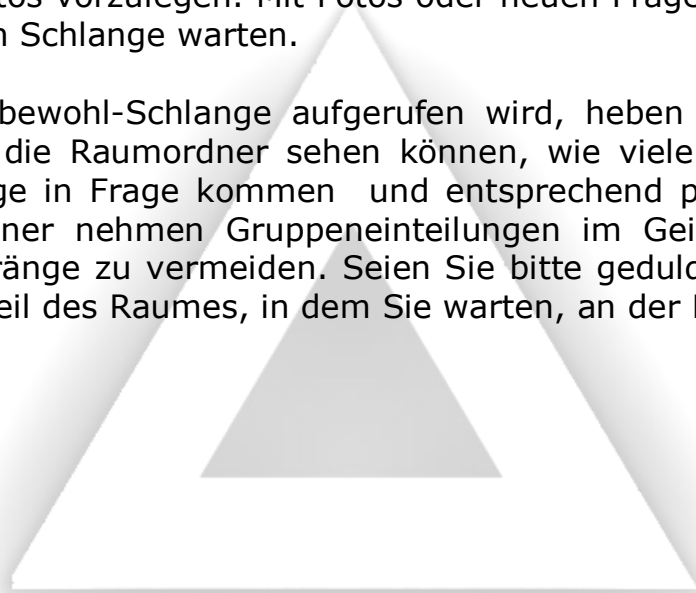 tos vorzulegen. Mit Fotos oder neuen Frage
n Schlange warten.
bewohl-Schlange aufgerufen wird, heben
die Raumordner sehen können, wie viele
ge in Frage kommen und entsprechend p
ner nehmen Gruppeneinteilungen im Gei
ränge zu vermeiden. Seien Sie bitte geduld
eil des Raumes, in dem Sie warten, an der